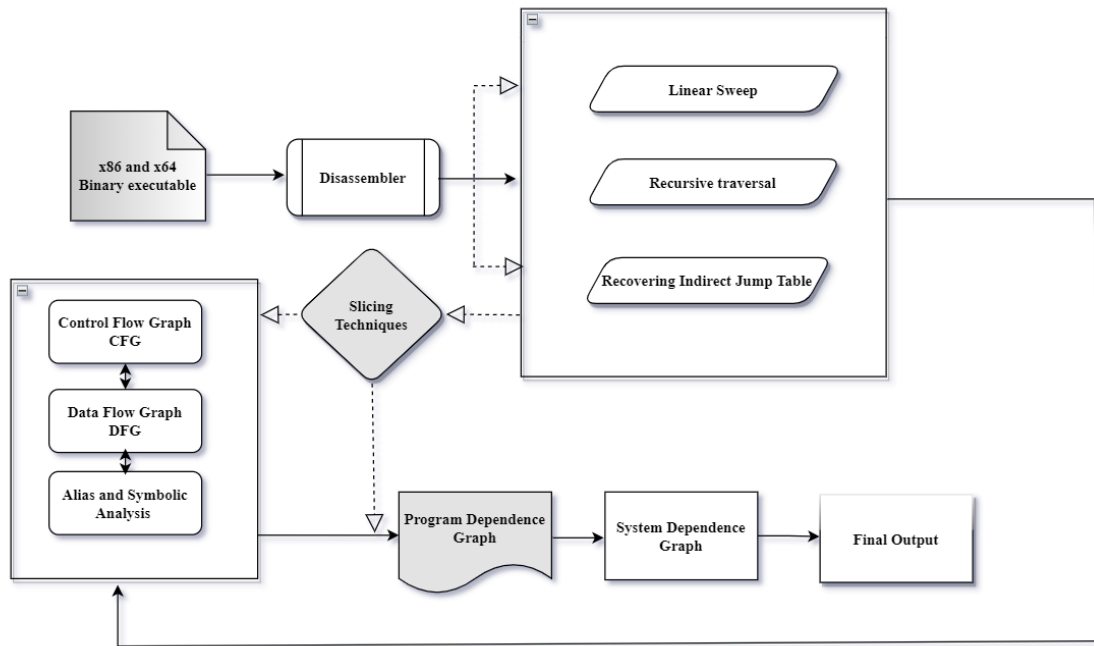 x86 and x64
Binary executable
Disassembler
Linear Sweep
Recursive traversal
Recovering Indirect Jump Table
Slicing
Techniques
Control Flow Graph
CFG
Data Flow Graph
DFG
Alias and Symbolic
Analysis
Program Dependence
Graph
System Dependence
Graph
Final Output